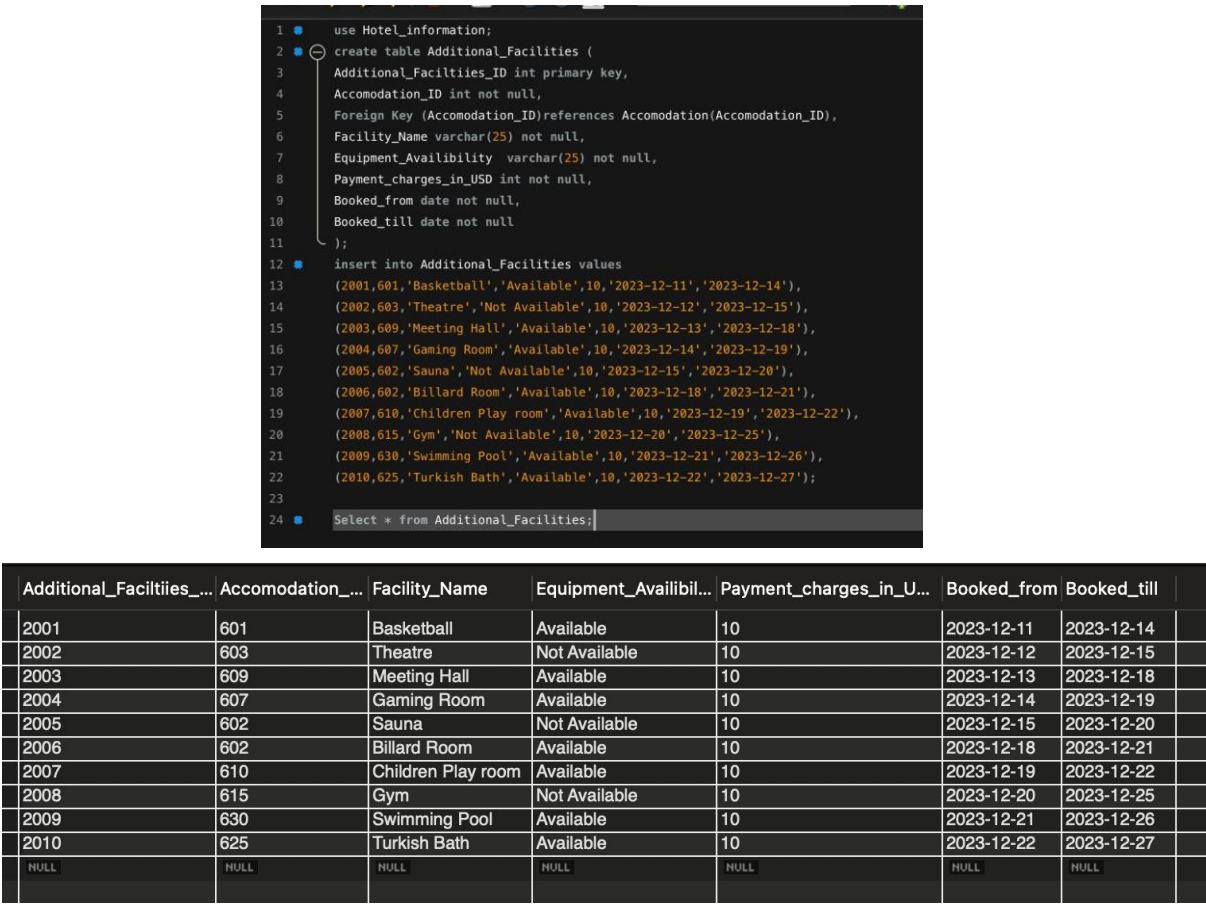 1 use Hotel_information;
2 create table Additional_Facilities (
3 Additional_Faciltiies_ID int primary key,
4 Accomodation_ID int not null,
5 Foreign Key (Accomodation_ID)references Accomodation(Accomodation_ID),
6 Facility_Name varchar(25) not null,
7 Equipment_Availibility  varchar(25) not null,
8 Payment_charges_in_USD int not null,
9 Booked_from date not null,
10 Booked_till date not null
11 );
12 insert into Additional_Facilities values
13 (2001,601,'Basketball','Available',10,'2023-12-11','2023-12-14'),
14 (2002,603,'Theatre','Not Available',10,'2023-12-12','2023-12-15'),
15 (2003,609,'Meeting Hall','Available',10,'2023-12-13','2023-12-18'),
16 (2004,607,'Gaming Room','Available',10,'2023-12-14','2023-12-19'),
17 (2005,602,'Sauna','Not Available',10,'2023-12-15','2023-12-20'),
18 (2006,602,'Billard Room','Available',10,'2023-12-18','2023-12-21'),
19 (2007,610,'Children Play room','Available',10,'2023-12-19','2023-12-22'),
20 (2008,615,'Gym','Not Available',10,'2023-12-20','2023-12-25'),
21 (2009,630,'Swimming Pool','Available',10,'2023-12-21','2023-12-26'),
22 (2010,625,'Turkish Bath','Available',10,'2023-12-22','2023-12-27');
23
24 Select * from Additional_Facilities;
Additional_Faciltiies_... Accomodation_... Facility_Name Equipment_Availibil... Payment_charges_in_U... Booked_from Booked_till
2001 601 Basketball Available 10 2023-12-11 2023-12-14
2002 603 Theatre Not Available 10 2023-12-12 2023-12-15
2003 609 Meeting Hall Available 10 2023-12-13 2023-12-18
2004 607 Gaming Room Available 10 2023-12-14 2023-12-19
2005 602 Sauna Not Available 10 2023-12-15 2023-12-20
2006 602 Billard Room Available 10 2023-12-18 2023-12-21
2007 610 Children Play room Available 10 2023-12-19 2023-12-22
2008 615 Gym Not Available 10 2023-12-20 2023-12-25
2009 630 Swimming Pool Available 10 2023-12-21 2023-12-26
2010 625 Turkish Bath Available 10 2023-12-22 2023-12-27
NULL NULL NULL NULL NULL NULL NULL